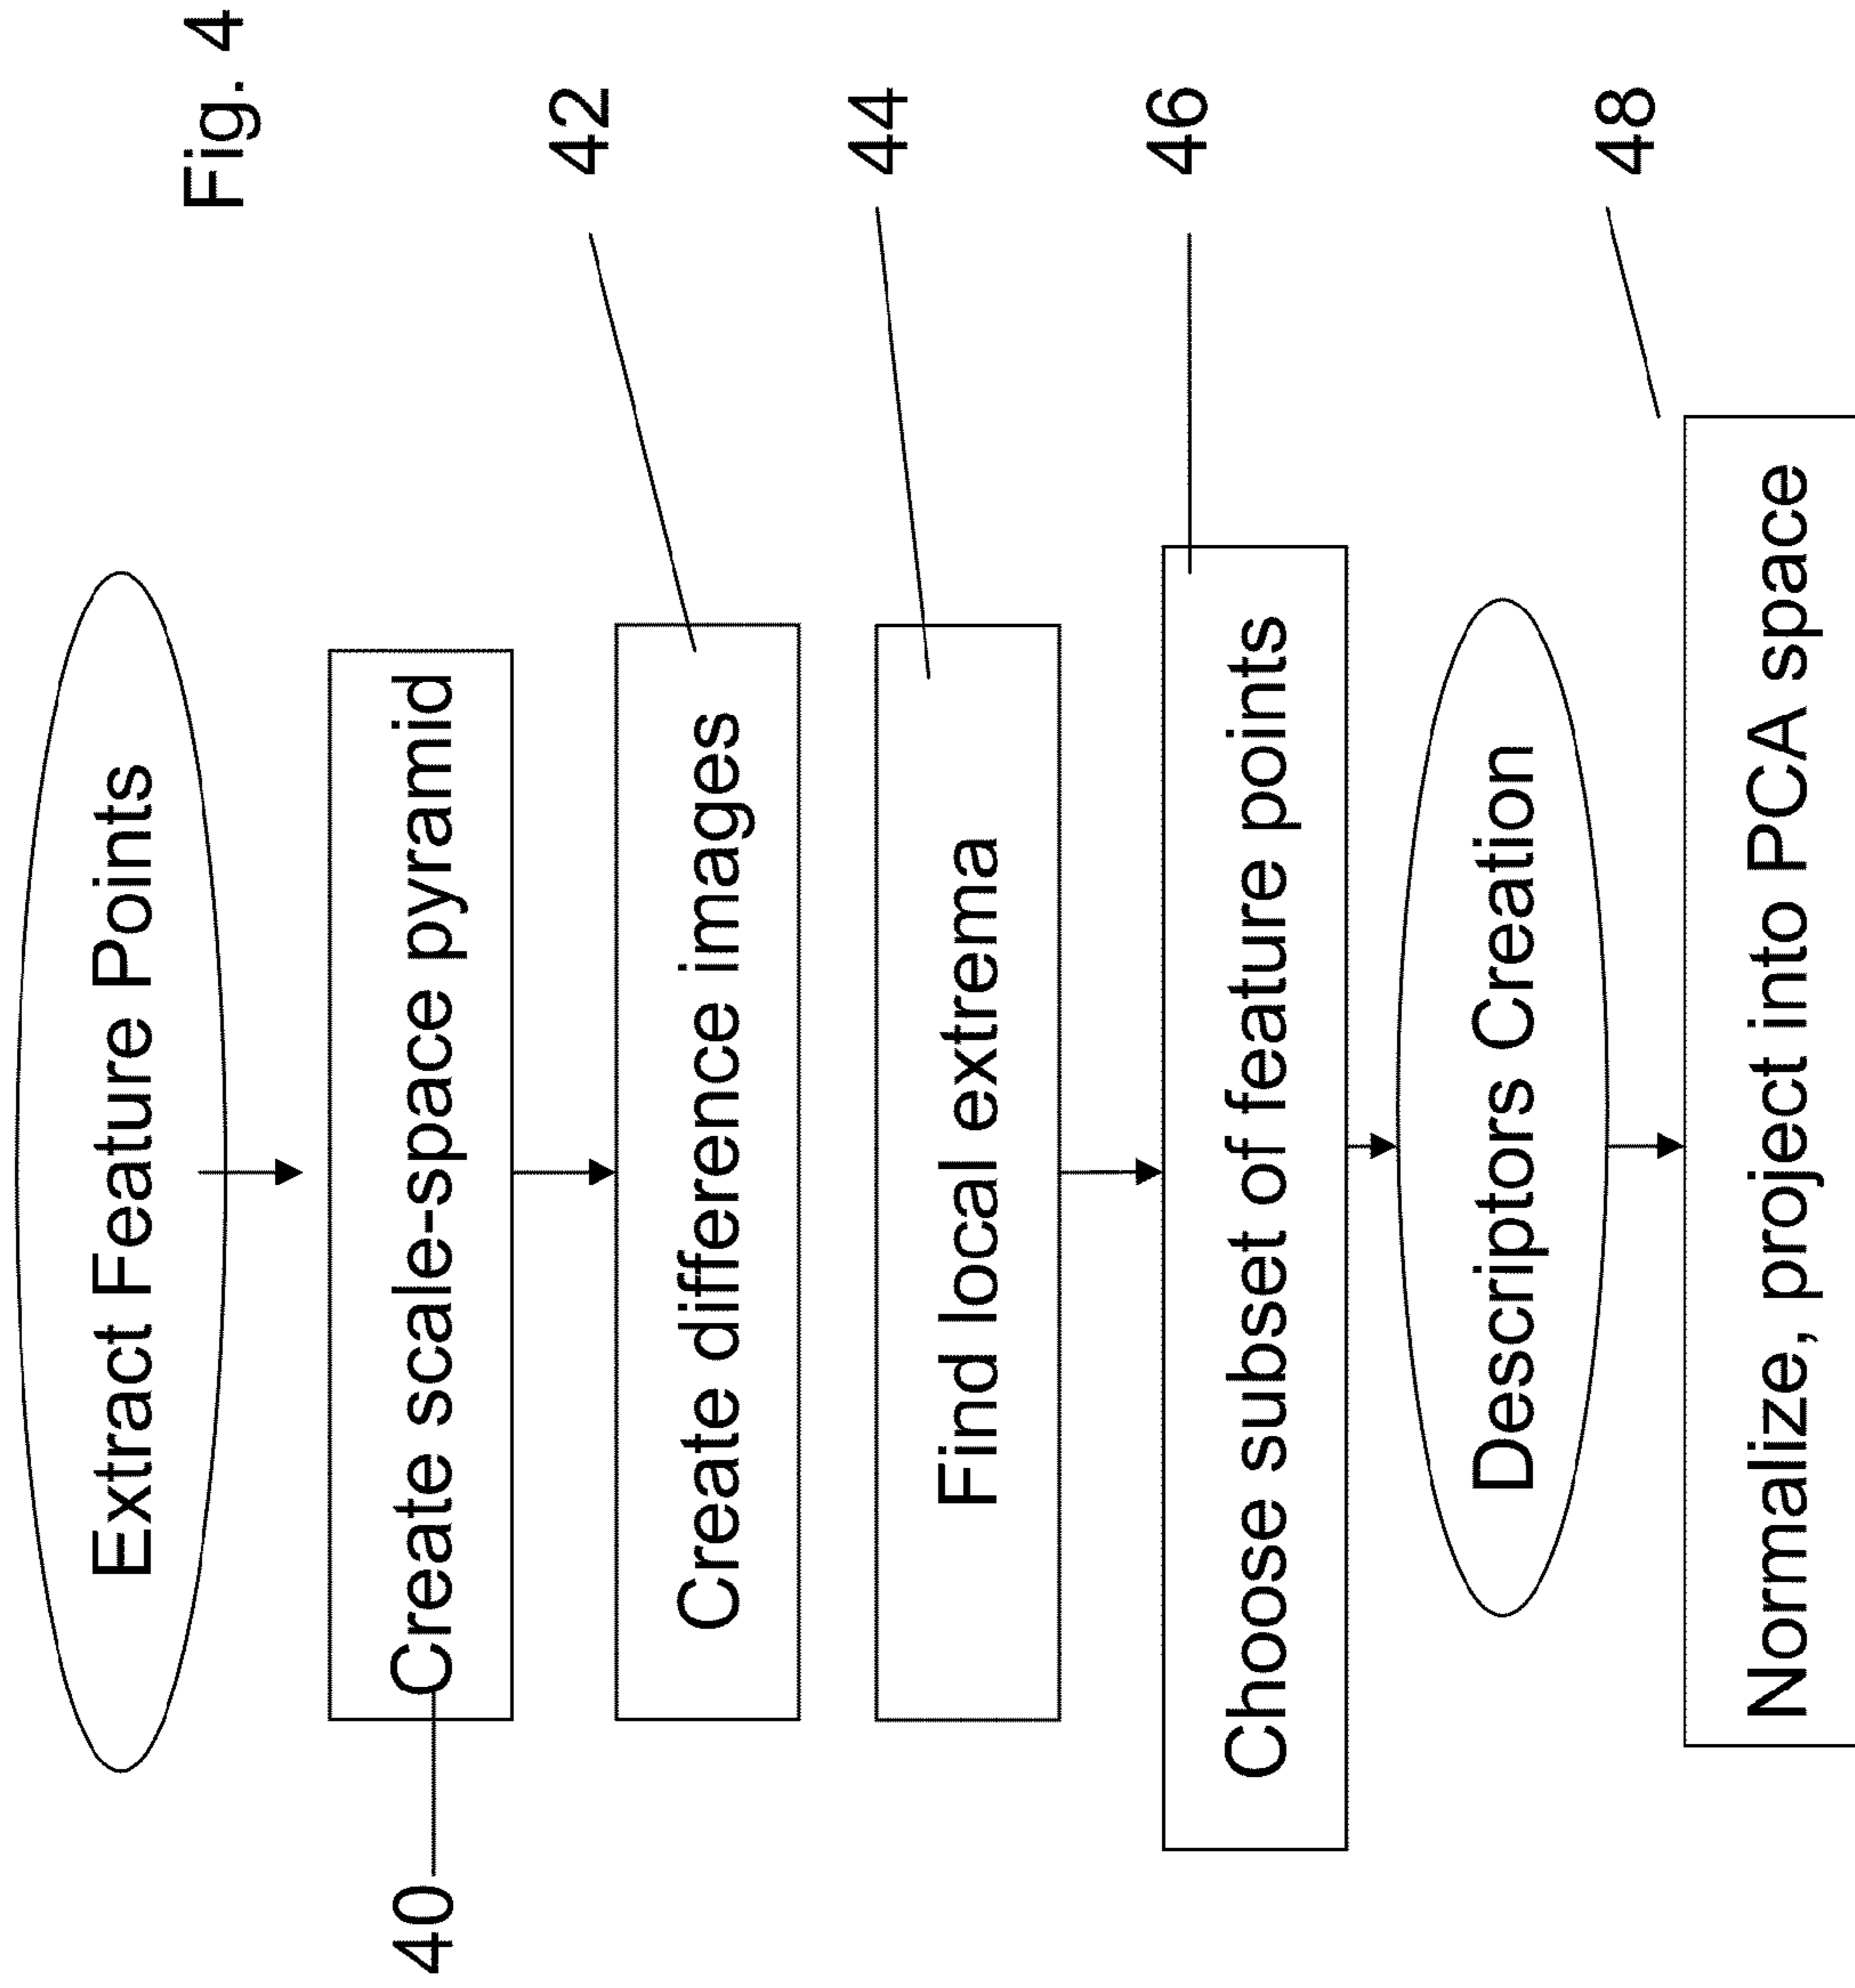 Fig. 4
Extract Feature Points
40
Create scale-space pyramid
42
Create difference images
44
Find local extrema
46
Choose subset of feature points
Descriptors Creation
48
Normalize, project into PCA space